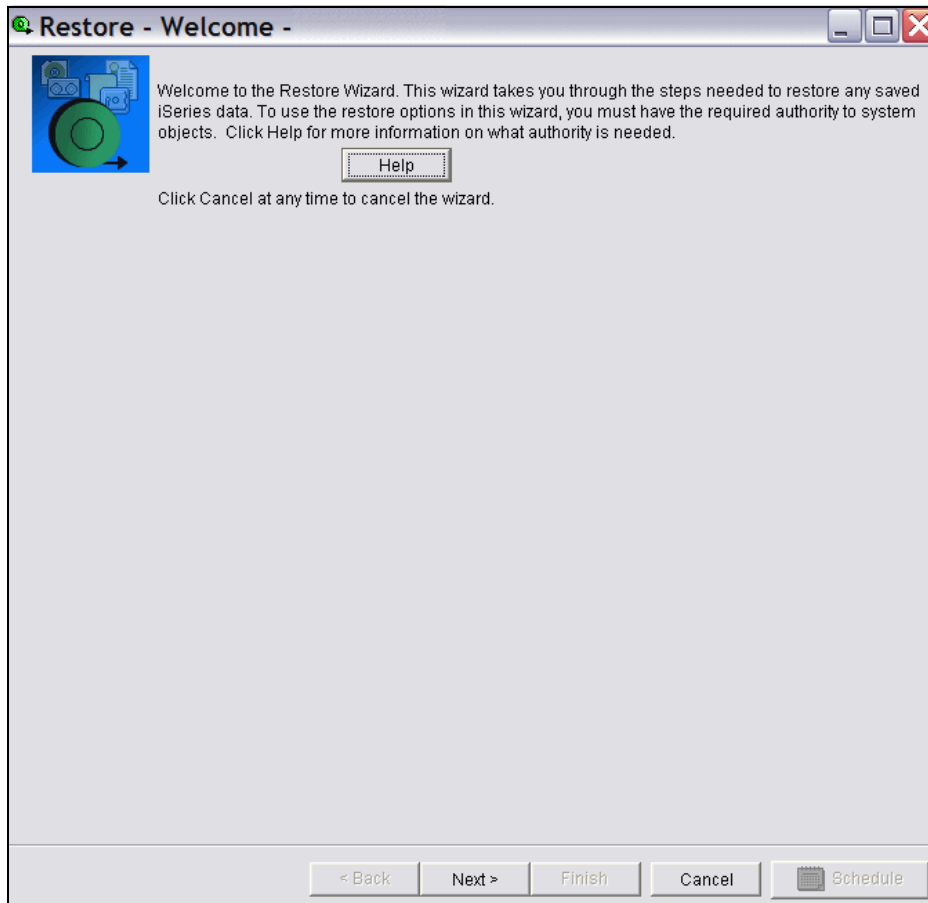 Restore - Welcome -
Welcome to the Restore Wizard. This wizard takes you through the steps needed to restore any saved
iSeries data. To use the restore options in this wizard, you must have the required authority to system
objects.  Click Help for more information on what authority is needed.
Help
Click Cancel at any time to cancel the wizard.
< Back
Next >
Finish
Cancel
Schedule